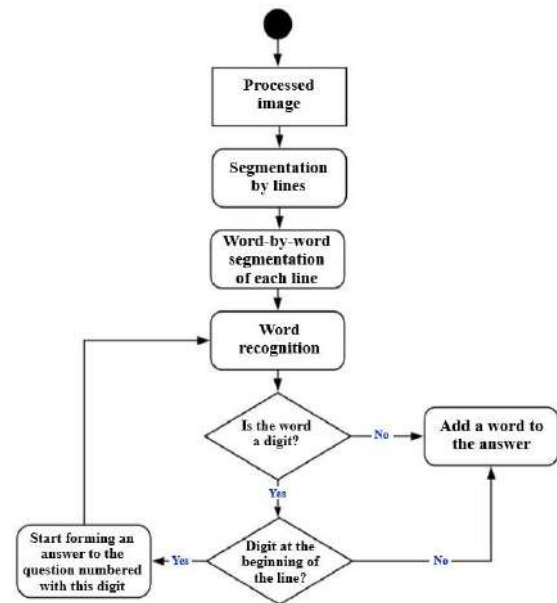 Processed
image
Segmentation
by lines
Word-by-word
segmentation
of each line
Word
recognition
Is the word
a digit?
No
Add a word to
the answer
Yes
Digit at the
beginning of
the line?
Yes
No
Start forming an
answer to the
question numbered
with this digit